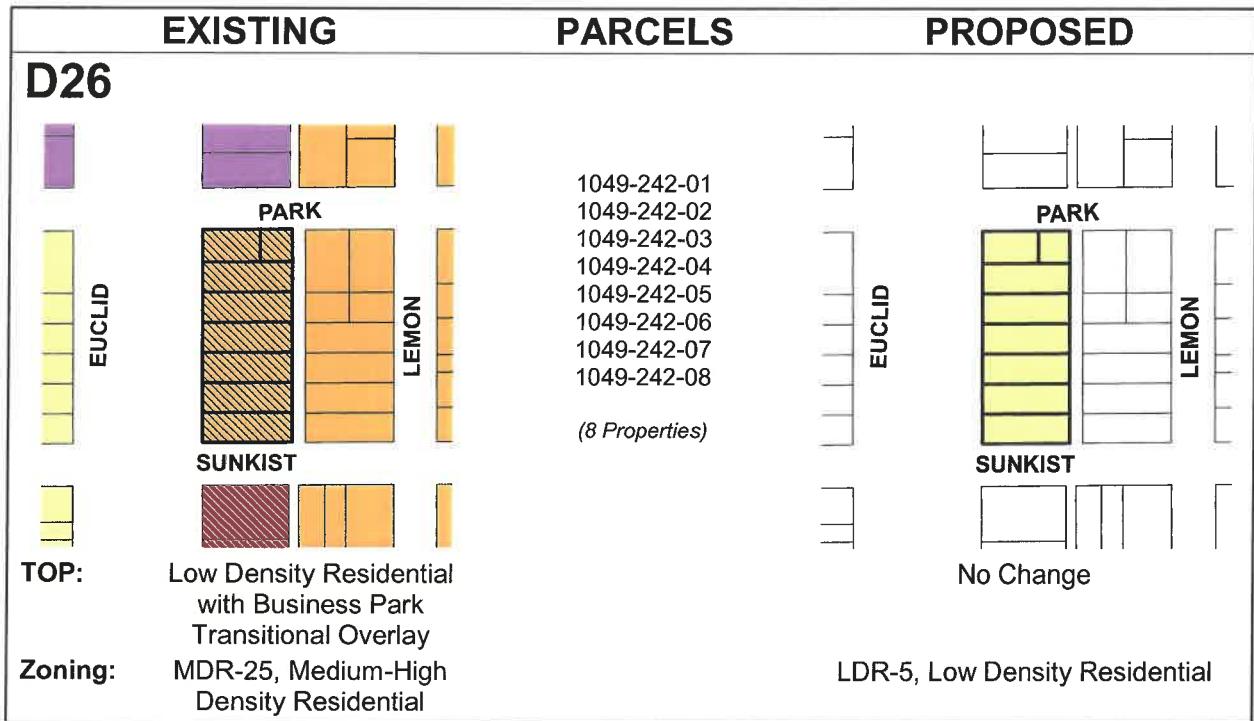 EXISTING PARCELS PROPOSED
D26
PARK
EUCLID
LEMON
SUNKIST
1049-242-01
1049-242-02
1049-242-03
1049-242-04
1049-242-05
1049-242-06
1049-242-07
1049-242-08
(8 Properties)
PARK
EUCLID
LEMON
SUNKIST
TOP: Low Density Residential
with Business Park
Transitional Overlay
No Change
Zoning: MDR-25, Medium-High
Density Residential
LDR-5, Low Density Residential